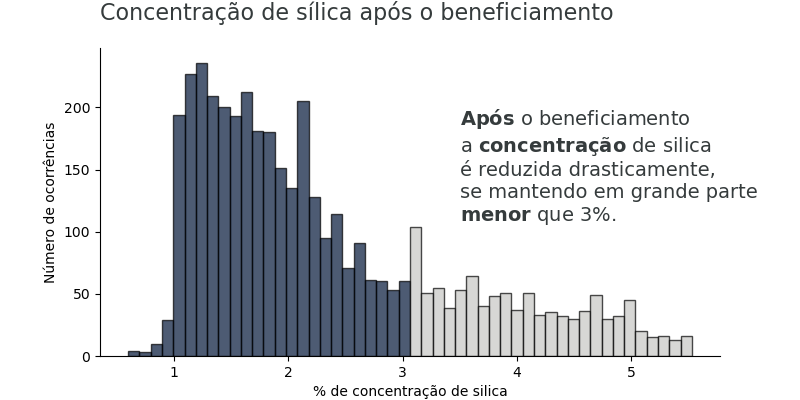 Concentração de sílica após o beneficiamento
Após o beneficiamento
a concentração de silica
é reduzida drasticamente,
se mantendo em grande parte
menor que 3%.
Número de ocorrências
200
150
100
50
0
1 2 3 4 5
% de concentração de silica